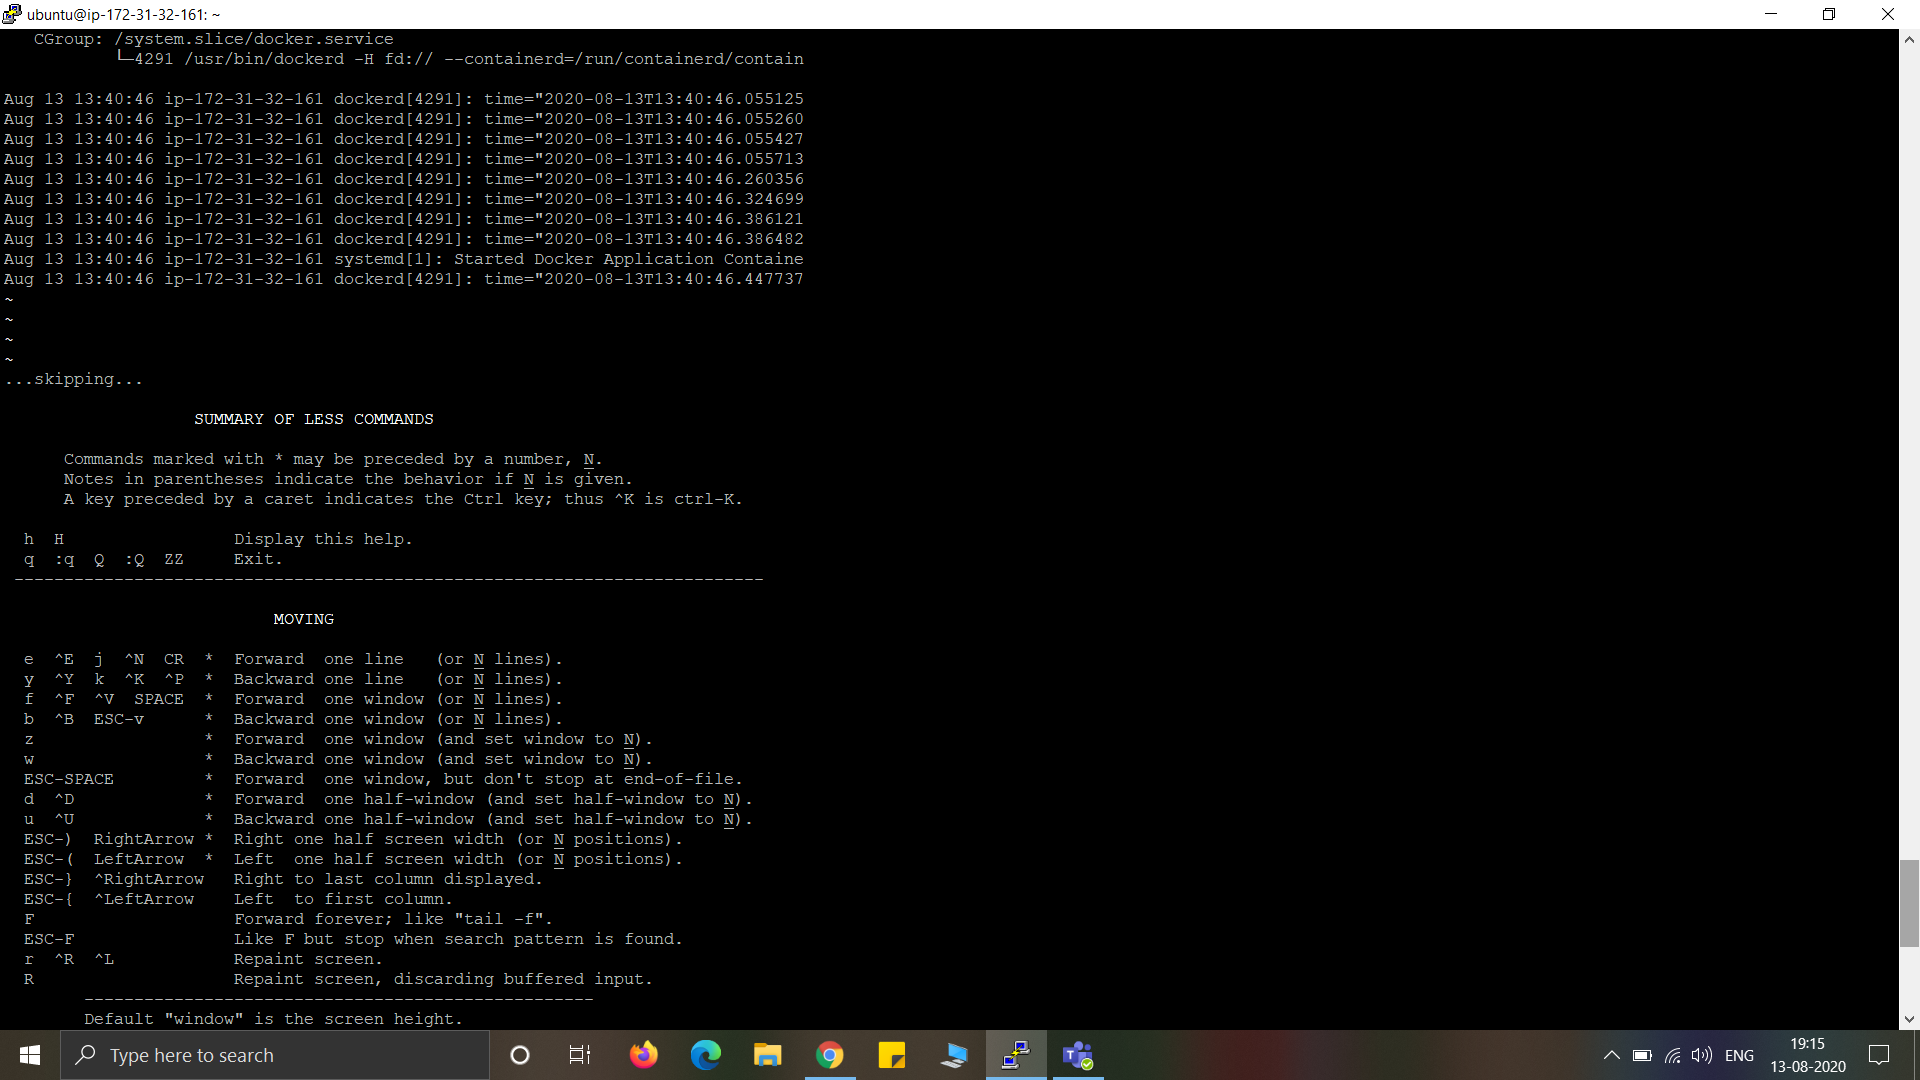 ubuntu@ip-172-31-32-161: ~
CGroup: /system.slice/docker.service
└─4291 /usr/bin/dockerd -H fd:// --containerd=/run/containerd/contain
Aug 13 13:40:46 ip-172-31-32-161 dockerd[4291]: time="2020-08-13T13:40:46.055125
Aug 13 13:40:46 ip-172-31-32-161 dockerd[4291]: time="2020-08-13T13:40:46.055260
Aug 13 13:40:46 ip-172-31-32-161 dockerd[4291]: time="2020-08-13T13:40:46.055427
Aug 13 13:40:46 ip-172-31-32-161 dockerd[4291]: time="2020-08-13T13:40:46.055713
Aug 13 13:40:46 ip-172-31-32-161 dockerd[4291]: time="2020-08-13T13:40:46.260356
Aug 13 13:40:46 ip-172-31-32-161 dockerd[4291]: time="2020-08-13T13:40:46.324699
Aug 13 13:40:46 ip-172-31-32-161 dockerd[4291]: time="2020-08-13T13:40:46.386121
Aug 13 13:40:46 ip-172-31-32-161 dockerd[4291]: time="2020-08-13T13:40:46.386482
Aug 13 13:40:46 ip-172-31-32-161 systemd[1]: Started Docker Application Containe
Aug 13 13:40:46 ip-172-31-32-161 dockerd[4291]: time="2020-08-13T13:40:46.447737
~
~
~
~
...skipping...
SUMMARY OF LESS COMMANDS
Commands marked with * may be preceded by a number, N.
Notes in parentheses indicate the behavior if N is given.
A key preceded by a caret indicates the Ctrl key; thus ^K is ctrl-K.
h  H                 Display this help.
q  :q  Q  :Q  ZZ     Exit.
---------------------------------------------------------------------------
MOVING
e  ^E  j  ^N  CR  *  Forward  one line   (or N lines).
y  ^Y  k  ^K  ^P  *  Backward one line   (or N lines).
f  ^F  ^V  SPACE  *  Forward  one window (or N lines).
b  ^B  ESC-v      *  Backward one window (or N lines).
z                 *  Forward  one window (and set window to N).
w                 *  Backward one window (and set window to N).
ESC-SPACE         *  Forward  one window, but don't stop at end-of-file.
d  ^D             *  Forward  one half-window (and set half-window to N).
u  ^U             *  Backward one half-window (and set half-window to N).
ESC-)  RightArrow *  Right one half screen width (or N positions).
ESC-(  LeftArrow  *  Left  one half screen width (or N positions).
ESC-}  ^RightArrow   Right to last column displayed.
ESC-{  ^LeftArrow    Left  to first column.
F                    Forward forever; like "tail -f".
ESC-F                Like F but stop when search pattern is found.
r  ^R  ^L            Repaint screen.
R                    Repaint screen, discarding buffered input.
---------------------------------------------------
Default "window" is the screen height.
Type here to search
ENG
19:15
13-08-2020